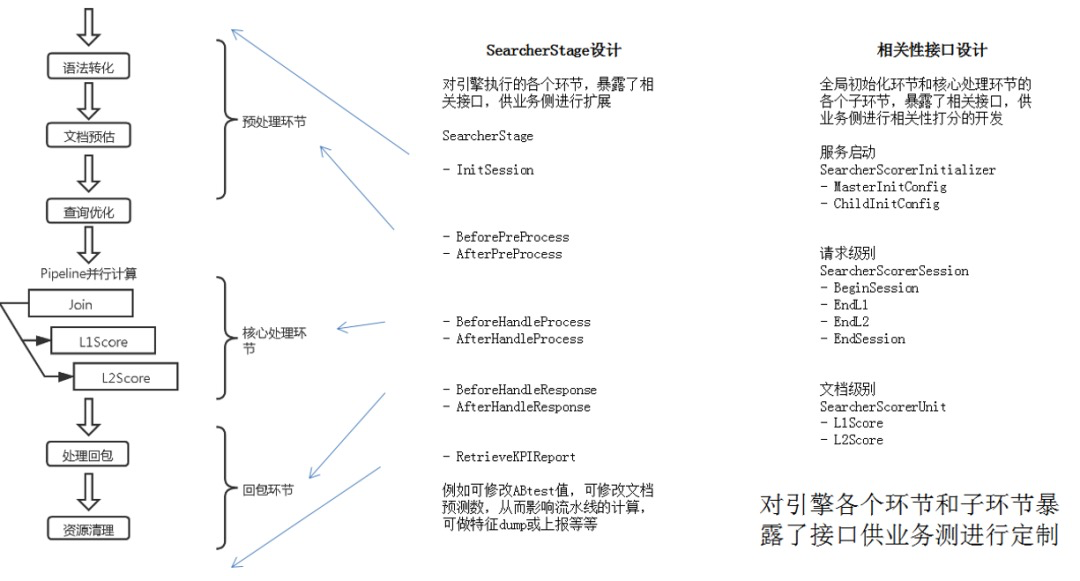 语法转化
文档预估
查询优化
Pipeline并行计算
Join
L1Score
L2Score
处理回包
资源清理
预处理环节
核心处理环
节
回包环节
SearcherStage设计
对引擎执行的各个环节，暴露了相
关接口，供业务侧进行扩展
SearcherStage
- InitSession
- BeforePreProcess
- AfterPreProcess
- BeforeHandleProcess
- AfterHandleProcess
- BeforeHandleResponse
- AfterHandleResponse
- RetrieveKPIReport
例如可修改ABtest值，可修改文档
预测数，从而影响流水线的计算，
可做特征dump或上报等等
相关性接口设计
全局初始化环节和核心处理环节的
各个子环节，暴露了相关接口，供
业务侧进行相关性打分的开发
服务启动
SearcherScorerInitializer
- MasterInitConfig
- ChildInitConfig
请求级别
SearcherScorerSession
- BeginSession
- EndL1
- EndL2
- EndSession
文档级别
SearcherScorerUnit
- L1Score
- L2Score
对引擎各个环节和子环节暴
露了接口供业务测进行定制